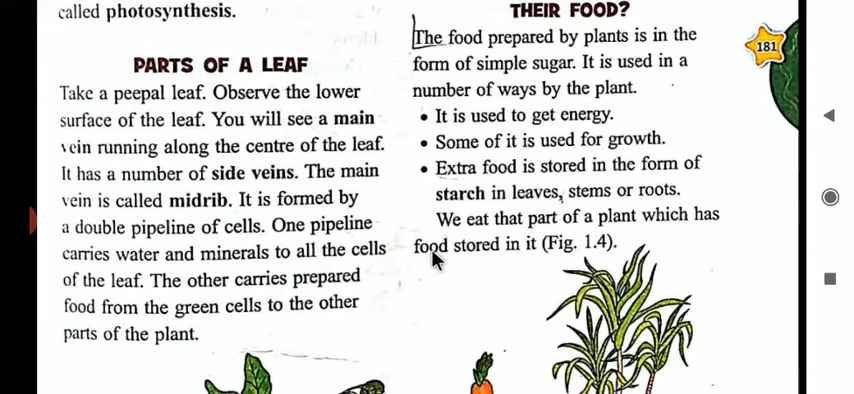 called photosynthesis.
PARTS OF A LEAF
Take a peepal leaf. Observe the lower
surface of the leaf. You will see a main
vein running along the centre of the leaf.
It has a number of side veins. The main
vein is called midrib. It is formed by
a double pipeline of cells. One pipeline
carries water and minerals to all the cells
of the leaf. The other carries prepared
food from the green cells to the other
parts of the plant.
THEIR FOOD?
The food prepared by plants is in the
form of simple sugar. It is used in a
number of ways by the plant.
• It is used to get energy.
• Some of it is used for growth.
• Extra food is stored in the form of
starch in leaves, stems or roots.
We eat that part of a plant which has
food stored in it (Fig. 1.4).
181